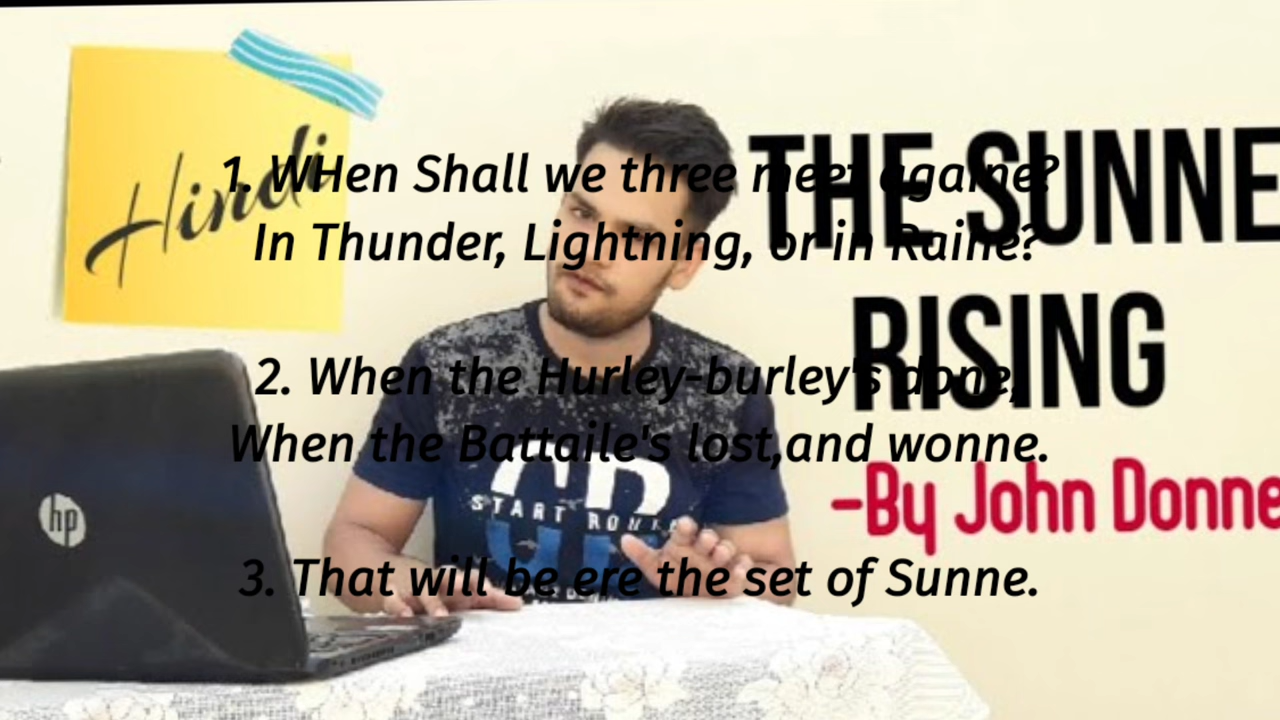 Hindi
THE SUNNE
RISING
-By John Donne
1. WHen Shall we three meet againe?
In Thunder, Lightning, or in Raine?
2. When the Hurley-burley's done,
When the Battaile's lost,and wonne.
3. That will be ere the set of Sunne.
hp
START